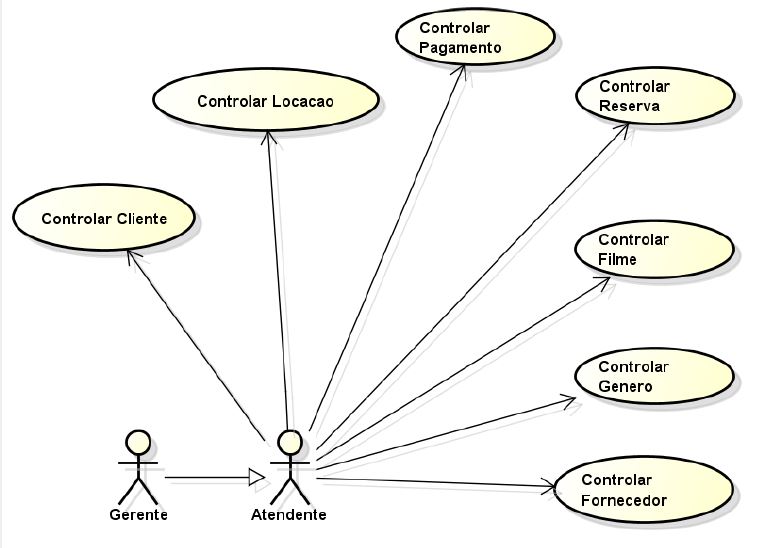 Controlar
Pagamento
Controlar Locacao
Controlar
Reserva
Controlar Cliente
Controlar
Filme
Controlar
Genero
Controlar
Fornecedor
Gerente
Atendente